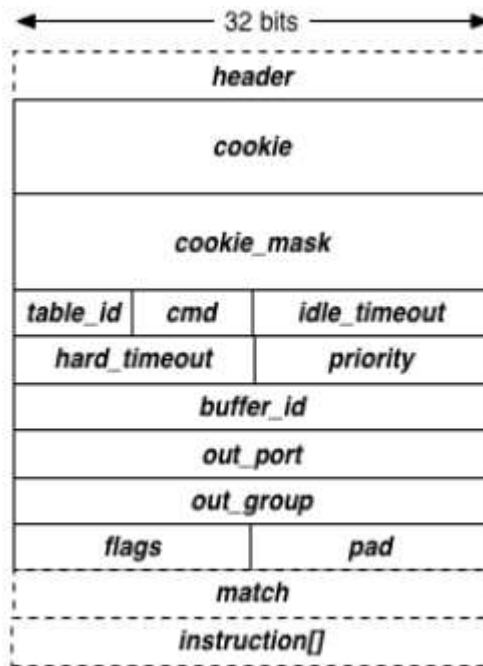 32 bits
header
cookie
cookie_mask
table_id cmd idle_timeout
hard_timeout priority
buffer_id
out_port
out_group
flags pad
match
instruction[]